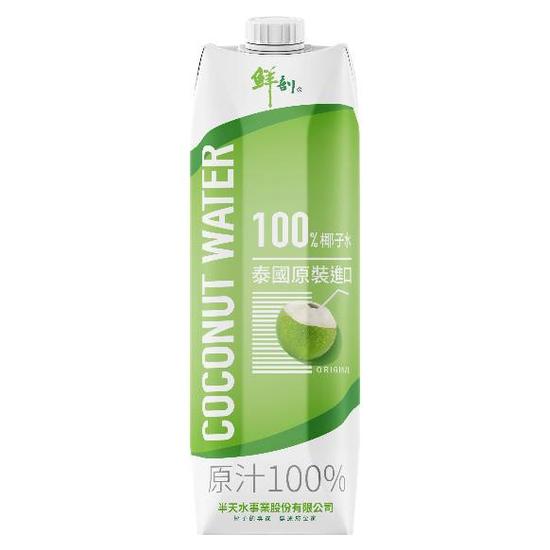 鮮剖®
COCONUT WATER
100%椰子水
泰國原裝進口
ORIGINAL
原汁100%
半天水事業股份有限公司